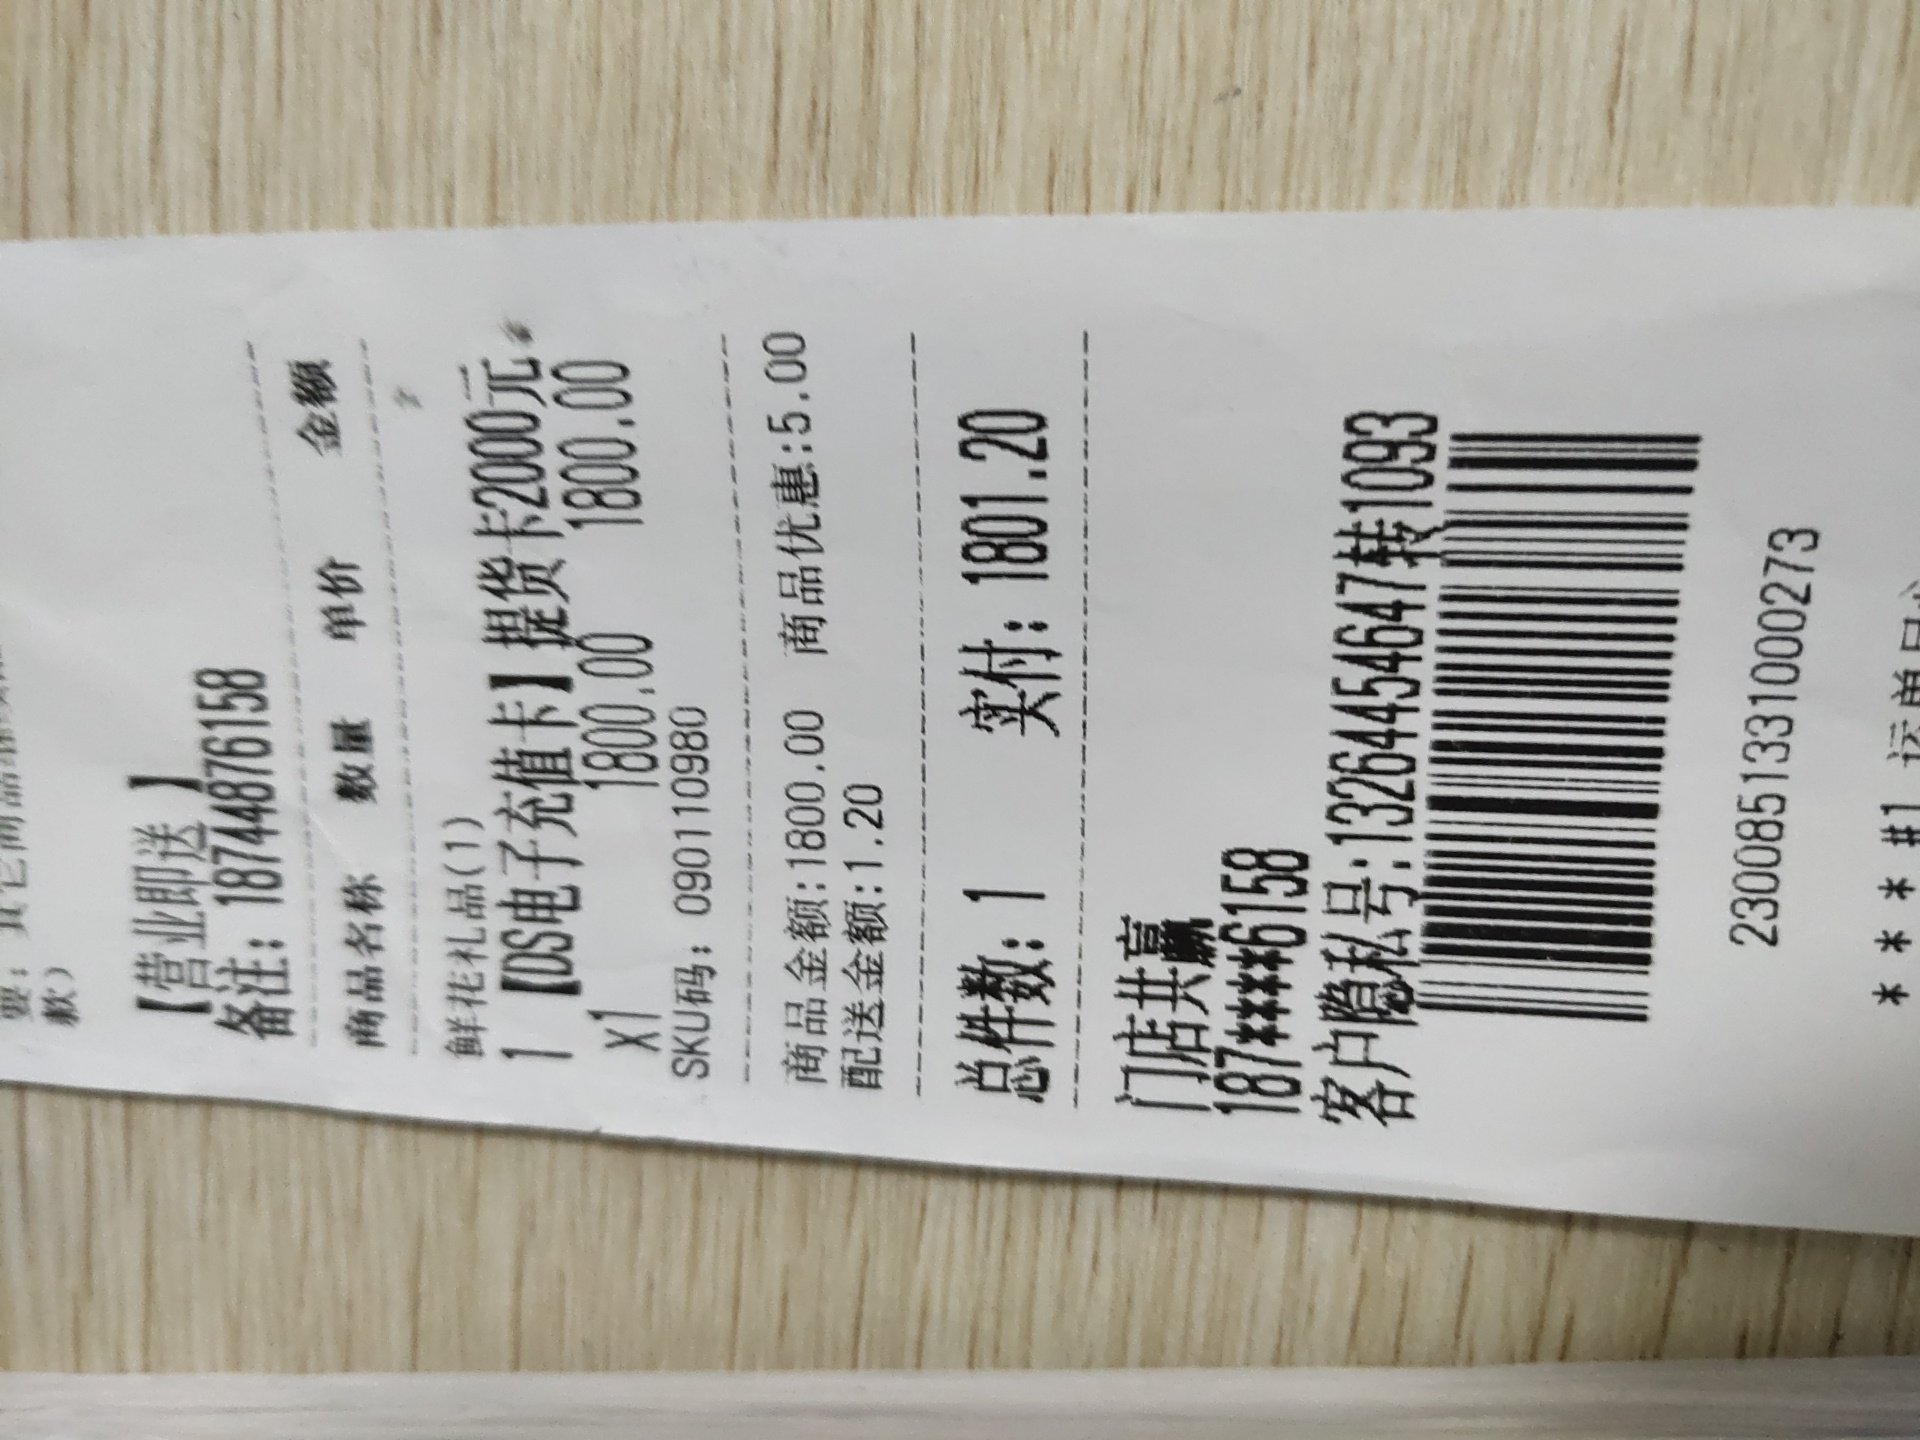 款）
【营业即送 】
备注: 18744876158
商品名称 数量 单价 金额
鲜花礼品(1)
1 【DS电子充值卡】提货卡2000元
x1 1800.00 1800.00
SKU码: 0901110980
商品金额:1800.00 商品优惠:5.00
配送金额:1.20
总件数: 1 实付: 1801.20
门店共赢
187****6158
客户隐私号:13264454647转1093
2300851331000273
* * * #1 运单